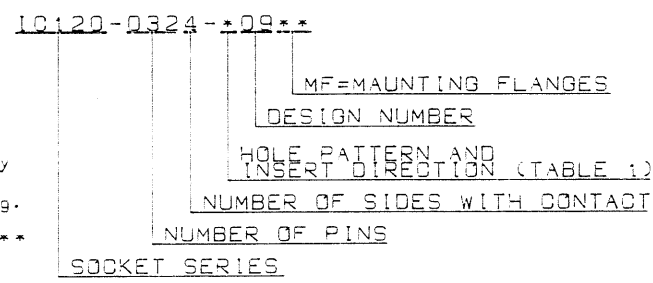 IC120-0324-*09**
MF=MAUNTING FLANGES
DESIGN NUMBER
HOLE PATTERN AND
INSERT DIRECTION (TABLE 1)
y
NUMBER OF SIDES WITH CONTACT
9.
NUMBER OF PINS
**
SOCKET SERIES